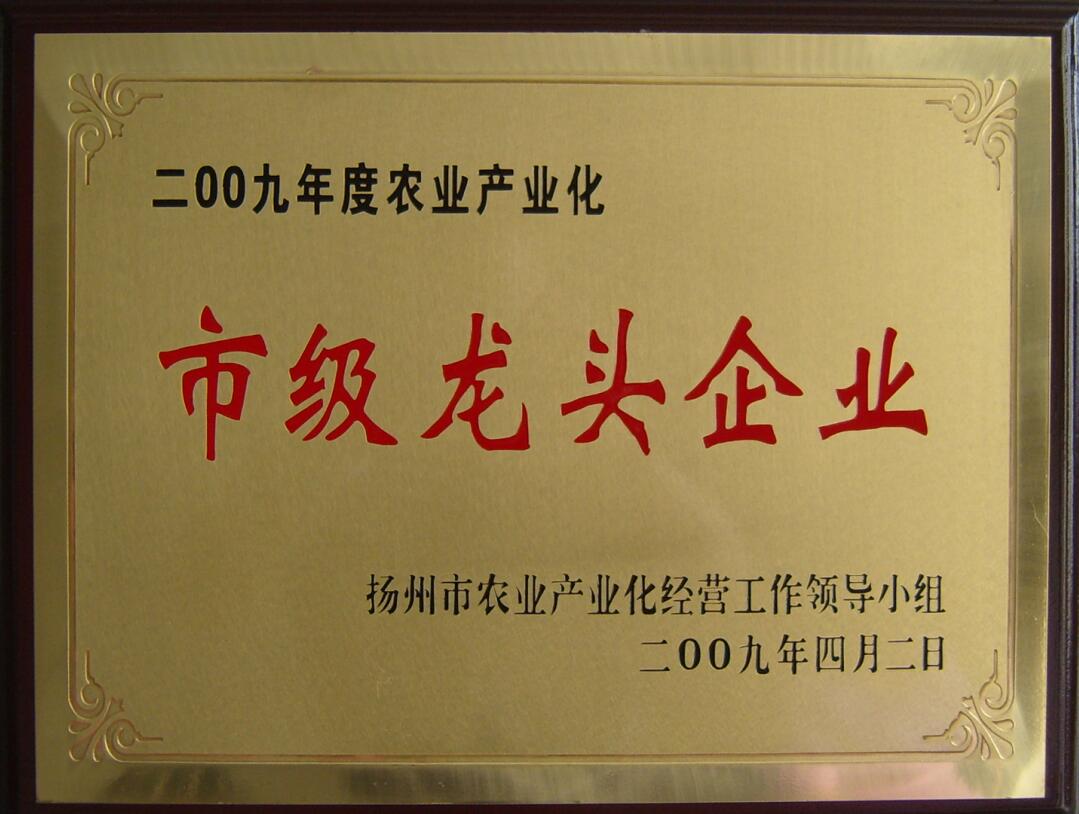 二00九年度农业产业化
市级龙头企业
扬州市农业产业化经营工作领导小组
二00九年四月二日